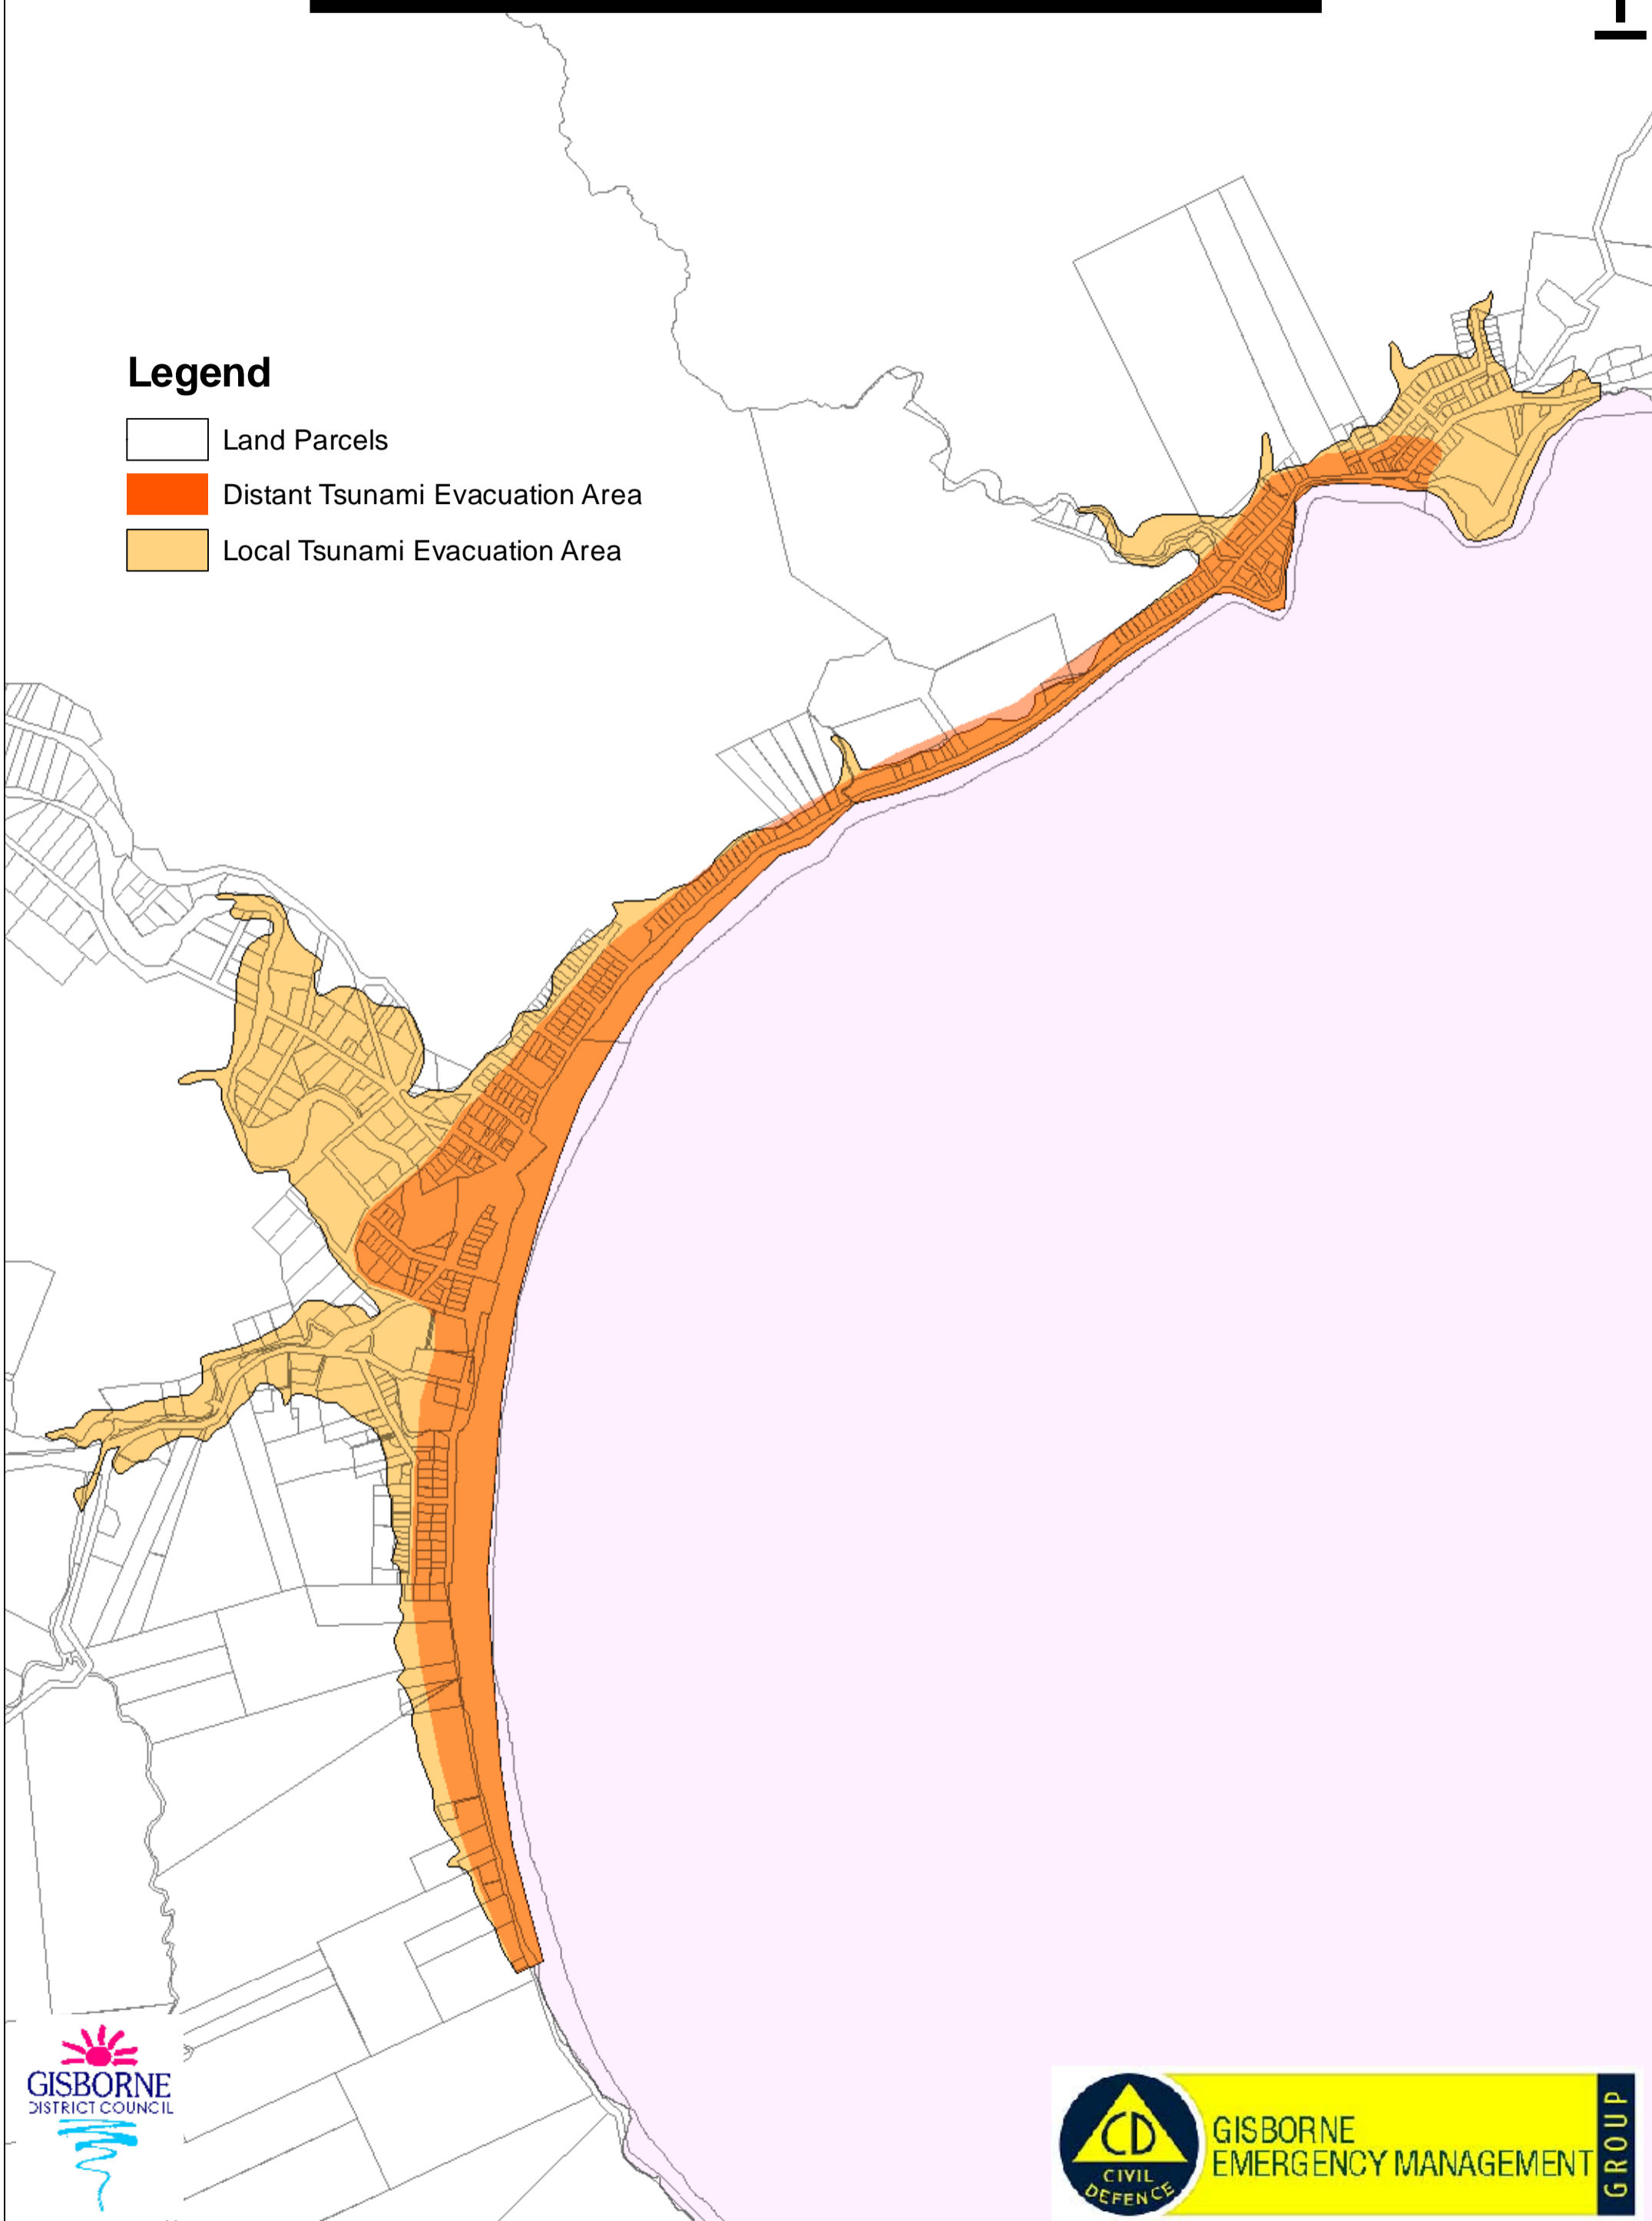 Legend
Land Parcels
Distant Tsunami Evacuation Area
Local Tsunami Evacuation Area
GISBORNE
DISTRICT COUNCIL
CD
CIVIL
DEFENCE
GISBORNE
EMERGENCY MANAGEMENT
GROUP